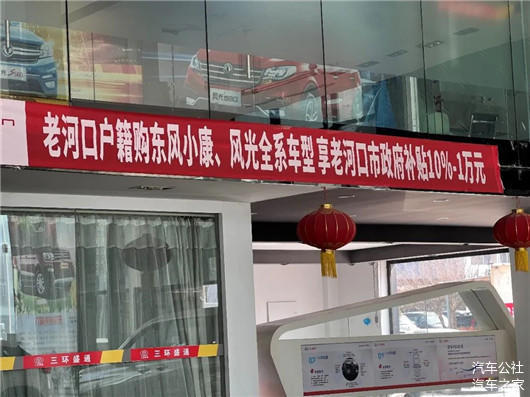 老河口户籍购东风小康、风光全系车型 享老河口市政府补贴10%-1万元
三环盛通
三环盛通
汽车公社
汽车之家